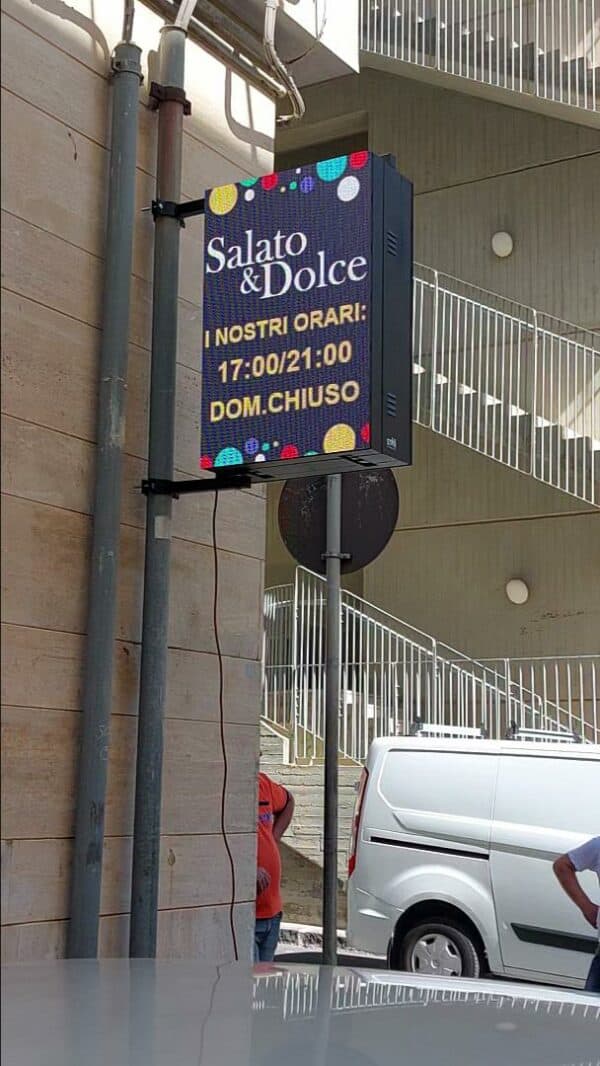 Salato
&Dolce
I NOSTRI ORARI:
17:00/21:00
DOM.CHIUSO